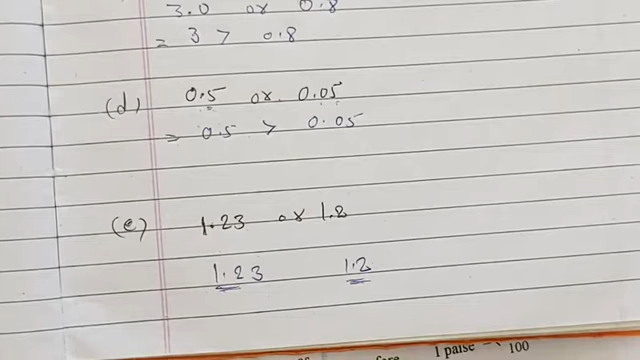 3.0 or 0.8
= 3 > 0.8
(d) 0.5 or 0.05
⇒ 0.5 > 0.05
(e) 1.23 or 1.2
1.23 1.2
1 paise
100